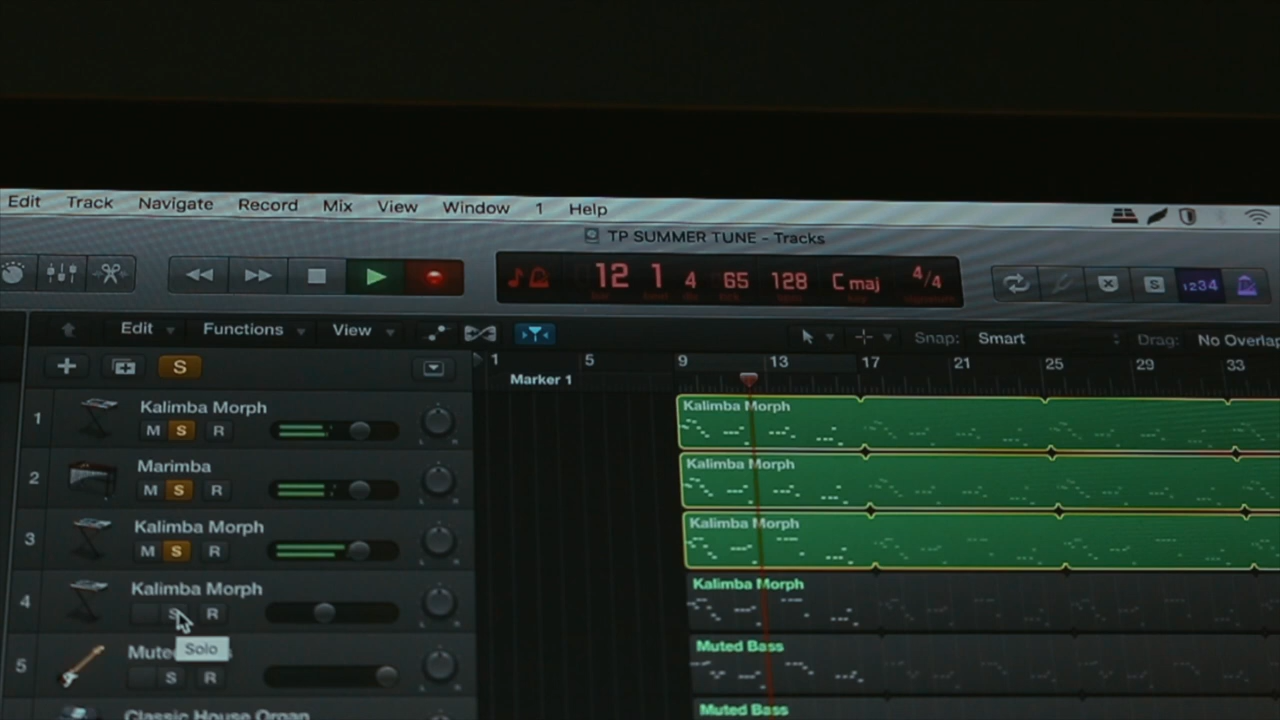 Edit Track Navigate Record Mix View Window 1 Help
TP SUMMER TUNE - Tracks
12 1 4 65 128 C maj 4/4
S 1234
Edit Functions View Snap: Smart Drag: No Overlap
S 1 5 9 13 17 21 25 29 33
Marker 1
1 Kalimba Morph Kalimba Morph
M S R
2 Marimba Kalimba Morph
M S R
3 Kalimba Morph Kalimba Morph
M S R
4 Kalimba Morph Kalimba Morph
S R
Solo
5 Muted Bass
S R
Classic House Organ Muted Bass